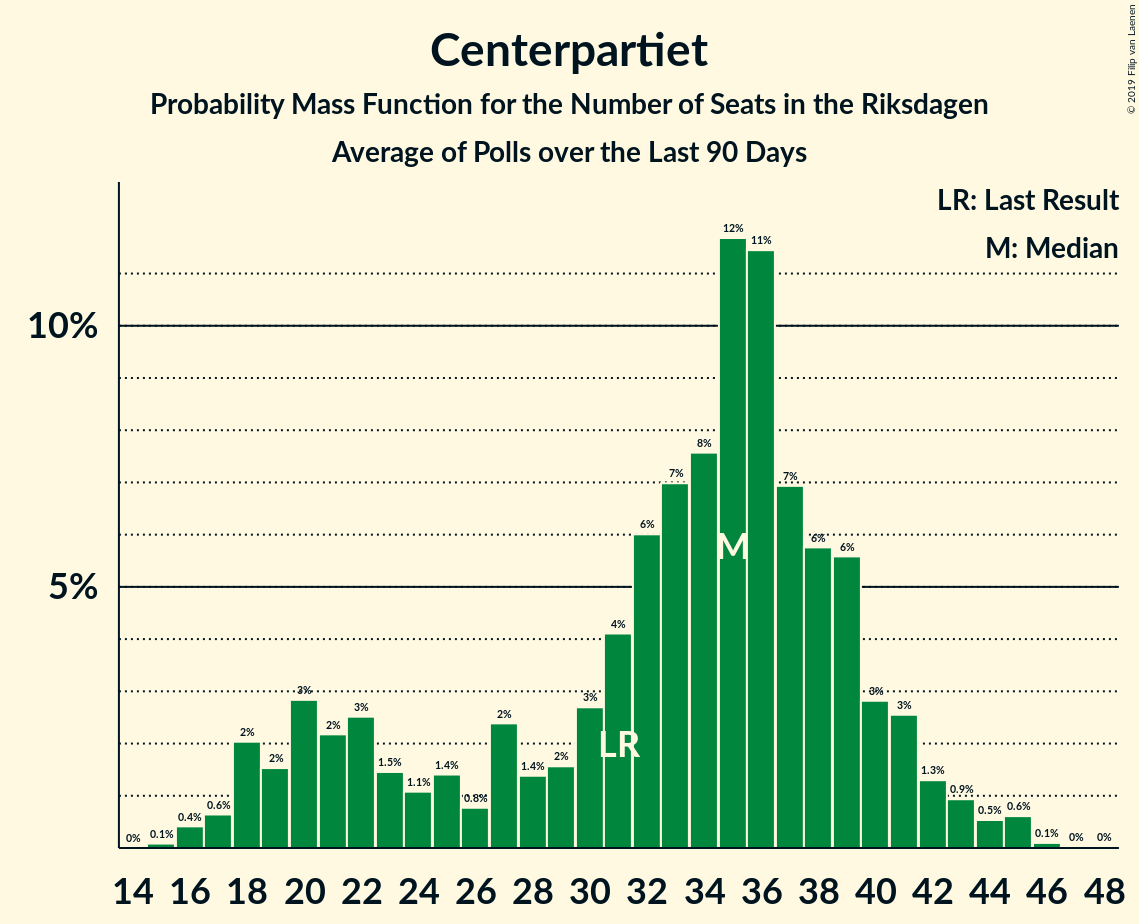 Centerpartiet
Probability Mass Function for the Number of Seats in the Riksdagen
Average of Polls over the Last 90 Days
© 2019 Filip van Laenen
LR: Last Result
M: Median
10%
5%
0% 0.1% 0.4% 0.6% 2% 2% 3% 2% 3% 1.5% 1.1% 1.4% 0.8% 2% 1.4% 2% 3% 4% 6% 7% 8% 12% 11% 7% 6% 6% 3% 3% 1.3% 0.9% 0.5% 0.6% 0.1% 0% 0%
M
LR
14 16 18 20 22 24 26 28 30 32 34 36 38 40 42 44 46 48